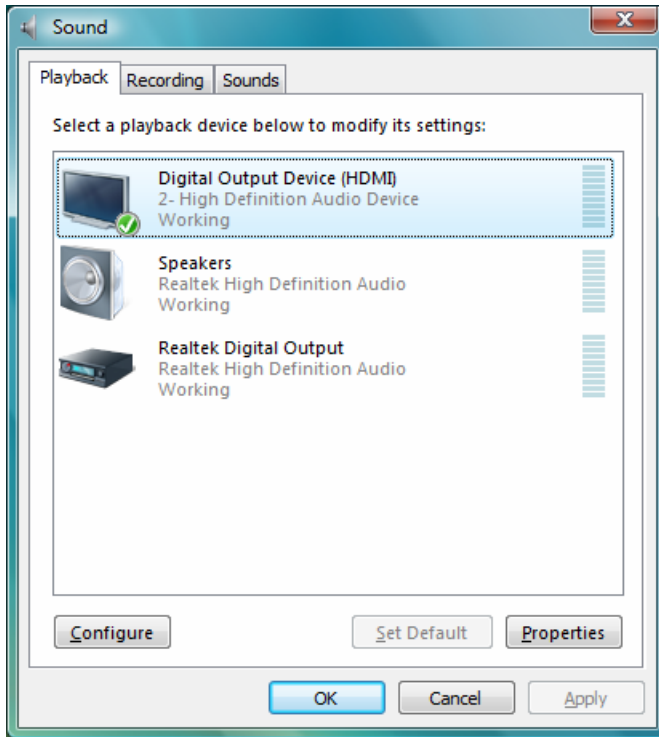 Sound
Playback Recording Sounds
Select a playback device below to modify its settings:
Digital Output Device (HDMI)
2- High Definition Audio Device
Working
Speakers
Realtek High Definition Audio
Working
Realtek Digital Output
Realtek High Definition Audio
Working
Configure Set Default Properties
OK Cancel Apply